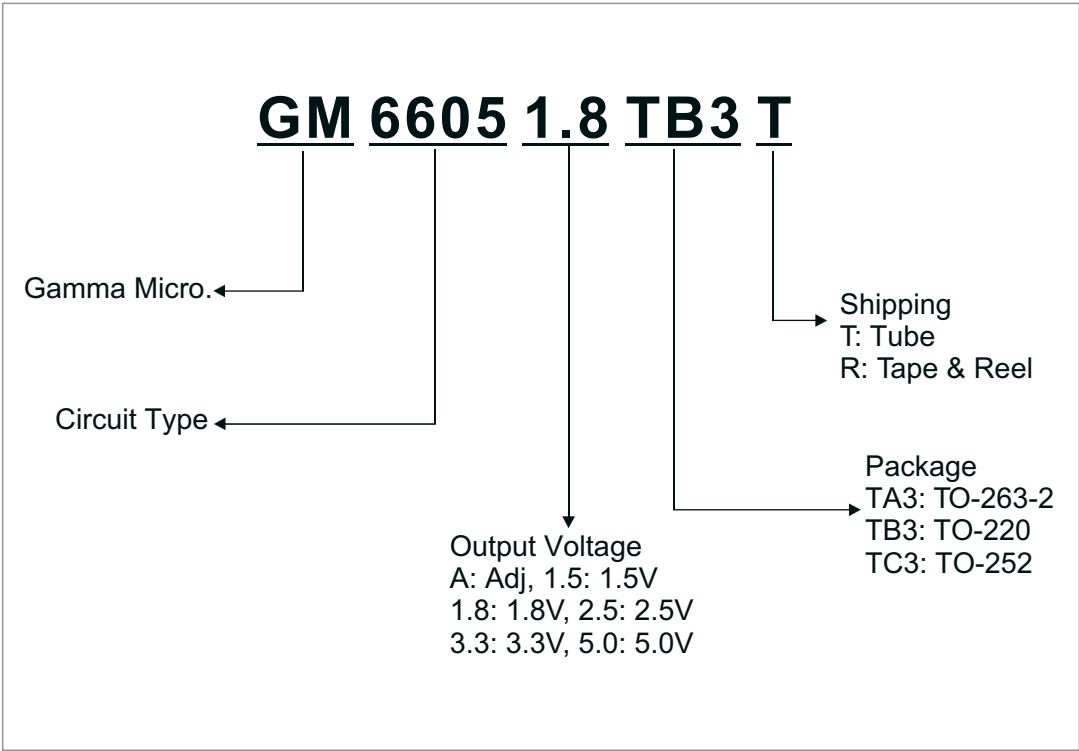 GM 6605 1.8 TB3 T
Gamma Micro.
Shipping
T: Tube
R: Tape & Reel
Circuit Type
Package
TA3: TO-263-2
TB3: TO-220
TC3: TO-252
Output Voltage
A: Adj, 1.5: 1.5V
1.8: 1.8V, 2.5: 2.5V
3.3: 3.3V, 5.0: 5.0V